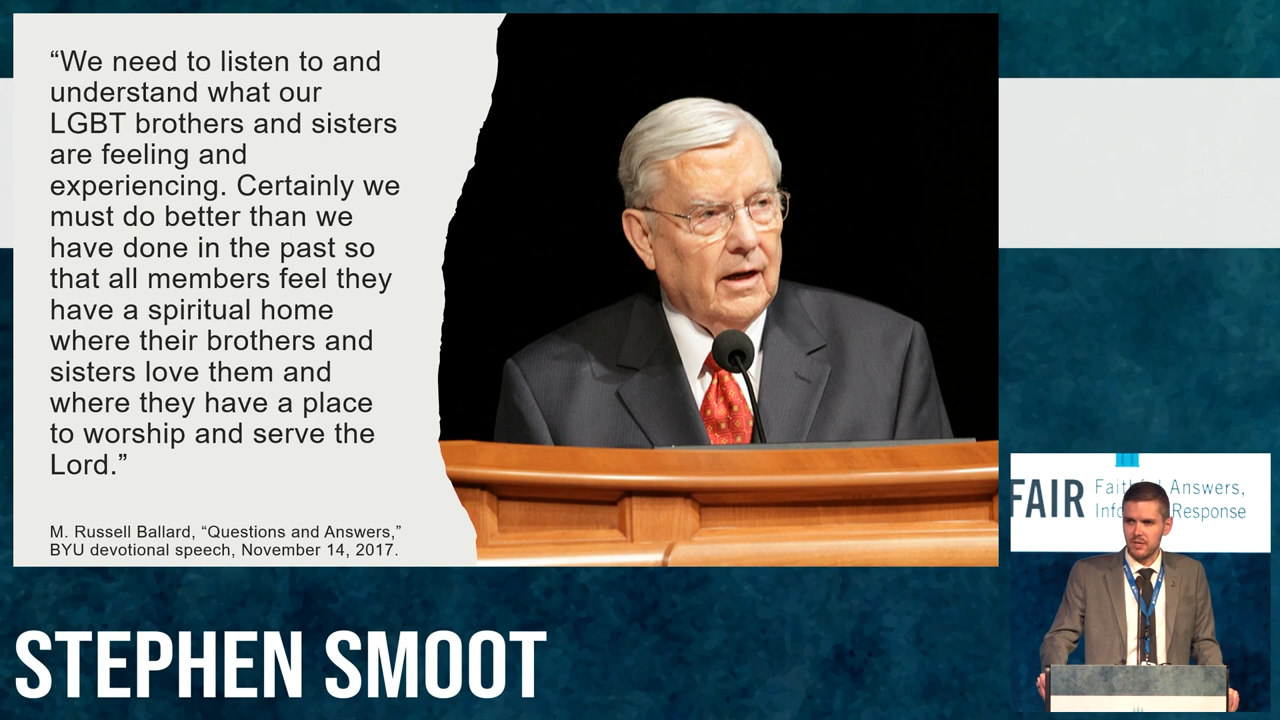 “We need to listen to and
understand what our
LGBT brothers and sisters
are feeling and
experiencing. Certainly we
must do better than we
have done in the past so
that all members feel they
have a spiritual home
where their brothers and
sisters love them and
where they have a place
to worship and serve the
Lord.”
M. Russell Ballard, “Questions and Answers,”
BYU devotional speech, November 14, 2017.
STEPHEN SMOOT
FAIR
Answers,
Response